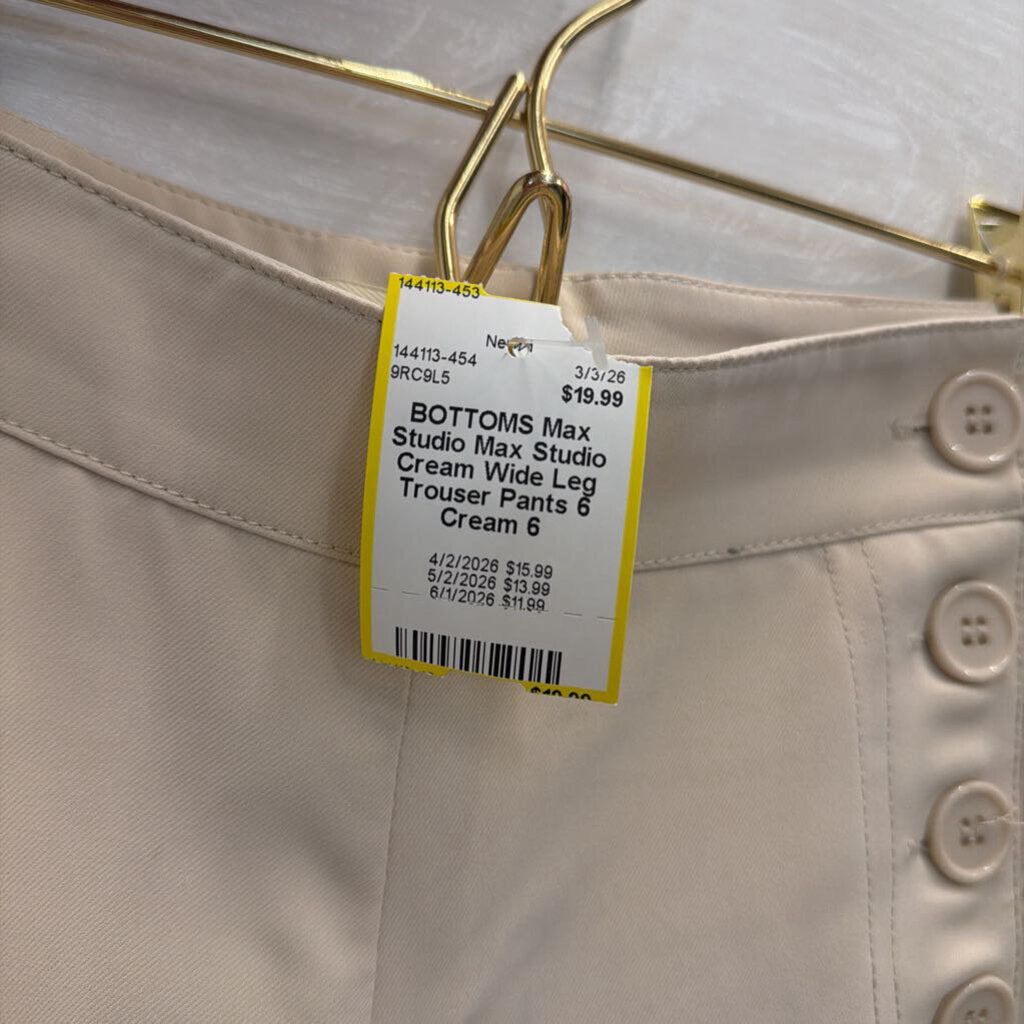 144113-453
144113-454
9RC9L5
3/3/26
$19.99
BOTTOMS Max
Studio Max Studio
Cream Wide Leg
Trouser Pants 6
Cream 6
4/2/2026 $15.99
5/2/2026 $13.99
6/1/2026 $11.99